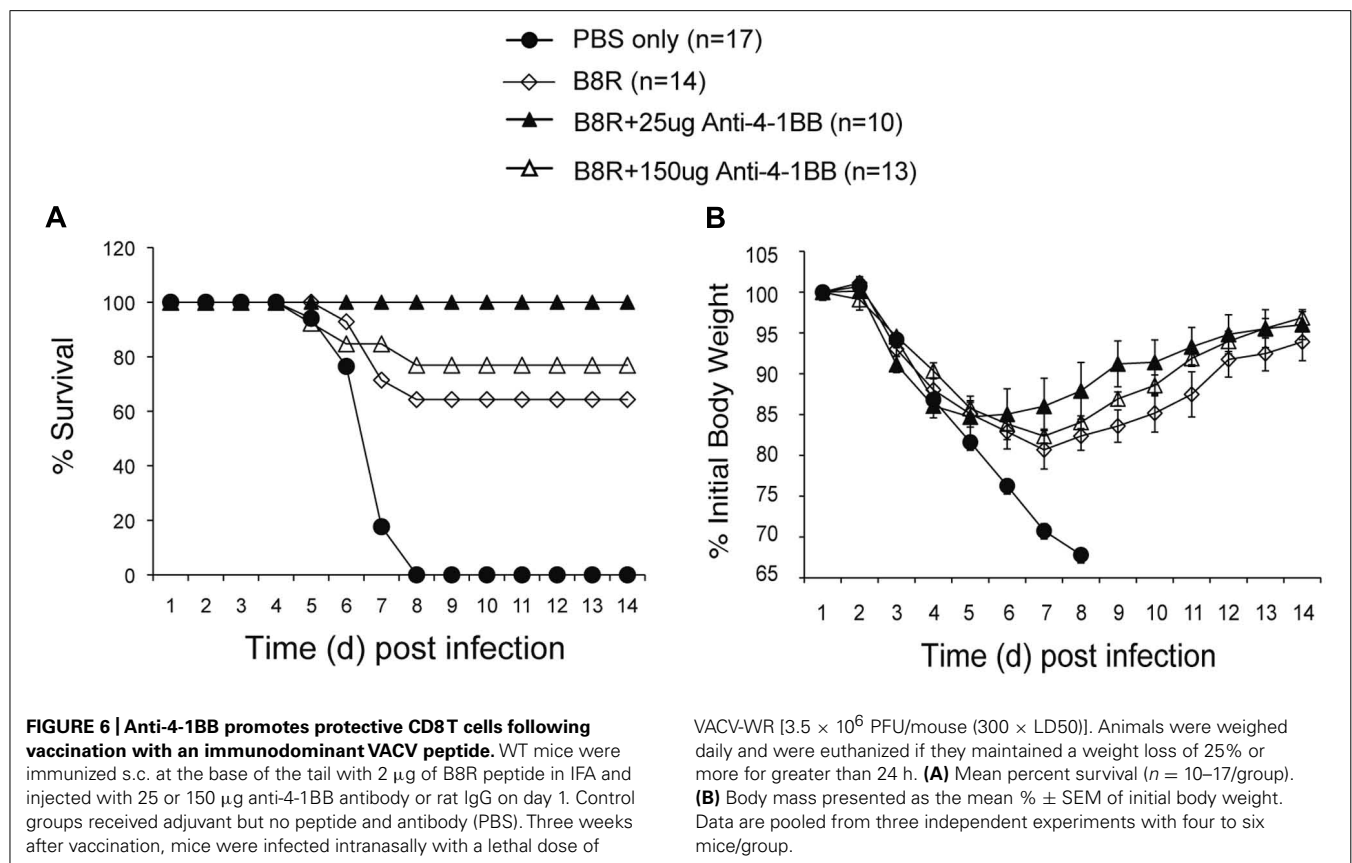 PBS only (n=17)
B8R (n=14)
B8R+25ug Anti-4-1BB (n=10)
B8R+150ug Anti-4-1BB (n=13)
A
120
100
80
60
40
20
0
% Survival
1 2 3 4 5 6 7 8 9 10 11 12 13 14
Time (d) post infection
B
105
100
95
90
85
80
75
70
65
% Initial Body Weight
1 2 3 4 5 6 7 8 9 10 11 12 13 14
Time (d) post infection
FIGURE 6 | Anti-4-1BB promotes protective CD8 T cells following
vaccination with an immunodominant VACV peptide. WT mice were
immunized s.c. at the base of the tail with 2 μg of B8R peptide in IFA and
injected with 25 or 150 μg anti-4-1BB antibody or rat IgG on day 1. Control
groups received adjuvant but no peptide and antibody (PBS). Three weeks
after vaccination, mice were infected intranasally with a lethal dose of
VACV-WR [3.5 × 10⁶ PFU/mouse (300 × LD50)]. Animals were weighed
daily and were euthanized if they maintained a weight loss of 25% or
more for greater than 24 h. (A) Mean percent survival (n = 10–17/group).
(B) Body mass presented as the mean % ± SEM of initial body weight.
Data are pooled from three independent experiments with four to six
mice/group.